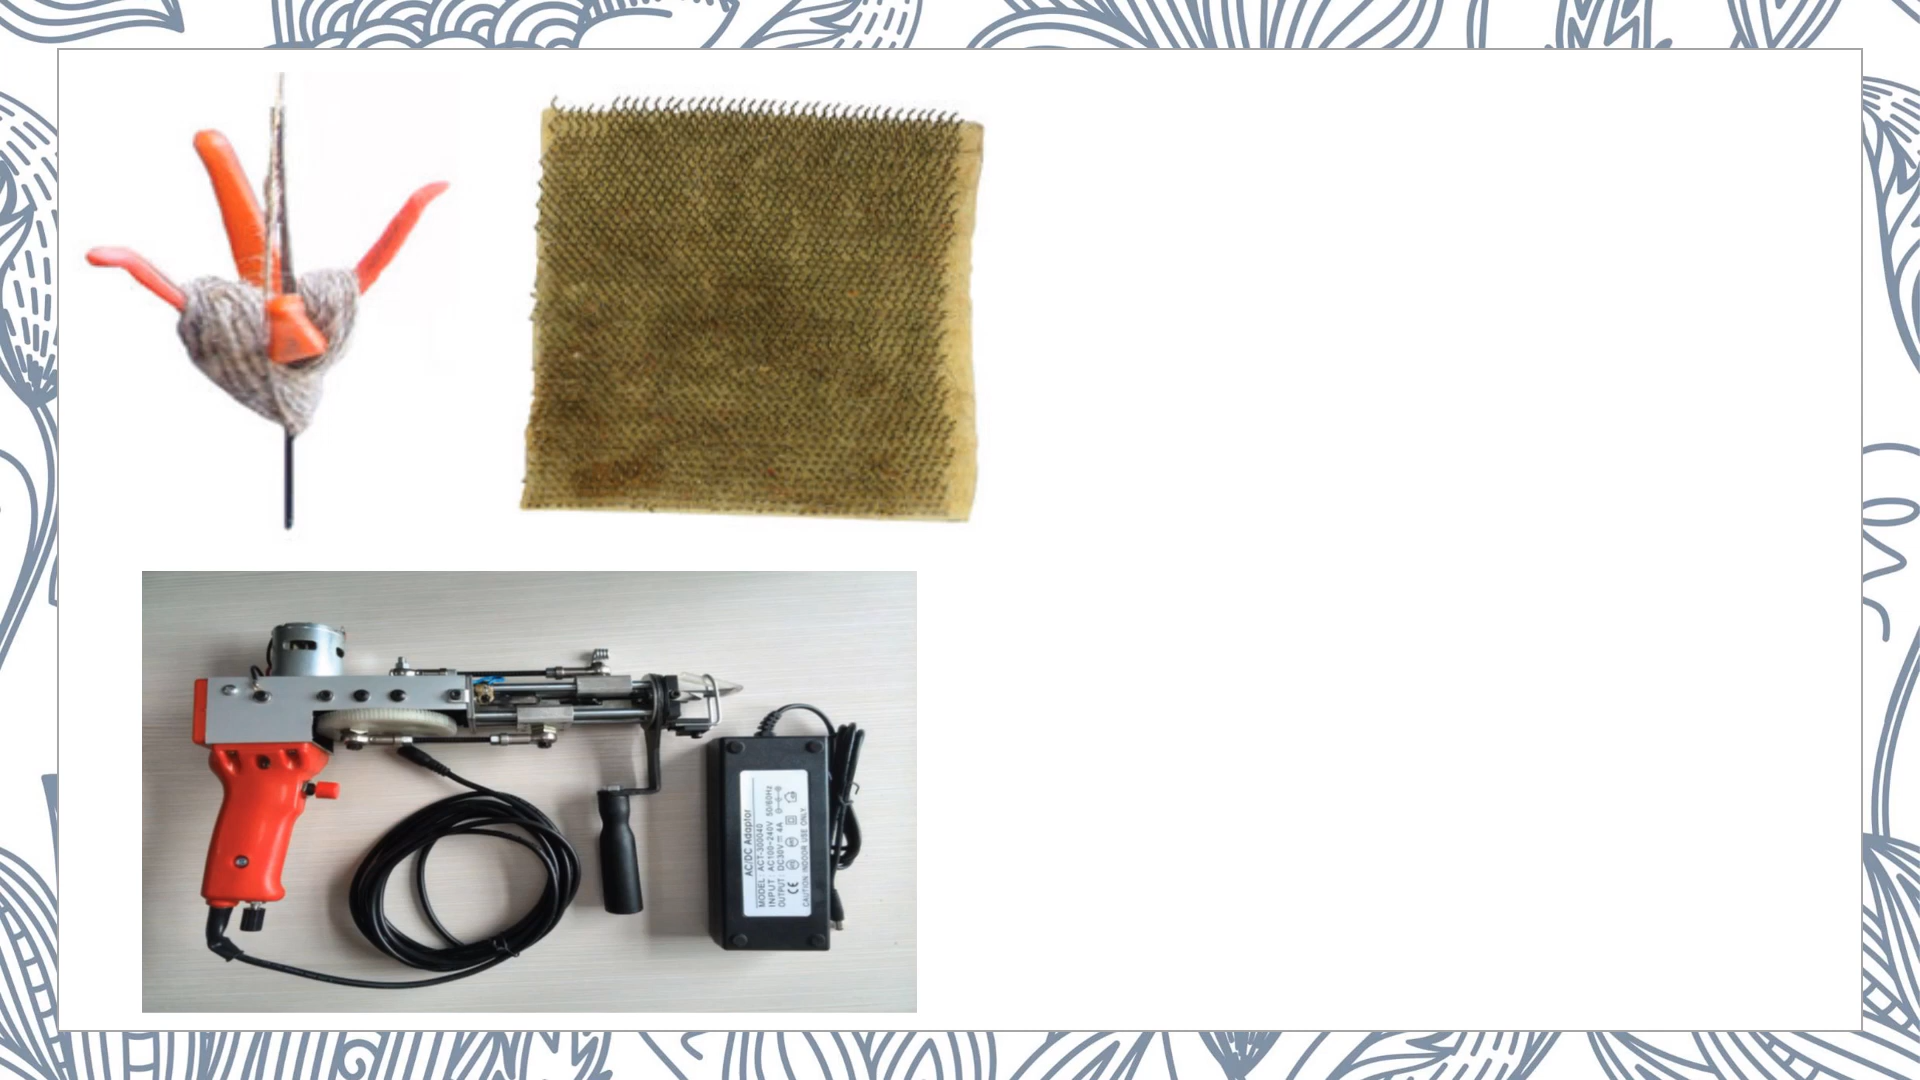 AC/DC Adaptor
MODEL: ACT-300040
INPUT: AC100-240V 50/60Hz
OUTPUT: DC30V 4A
CE
CAUTION: INDOOR USE ONLY